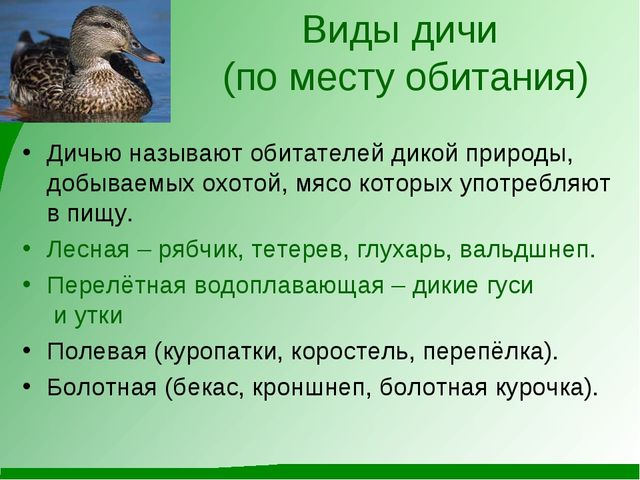 Виды дичи
(по месту обитания)
• Дичью называют обитателей дикой природы,
добываемых охотой, мясо которых употребляют
в пищу.
• Лесная – рябчик, тетерев, глухарь, вальдшнеп.
• Перелётная водоплавающая – дикие гуси
и утки
• Полевая (куропатки, коростель, перепёлка).
• Болотная (бекас, кроншнеп, болотная курочка).